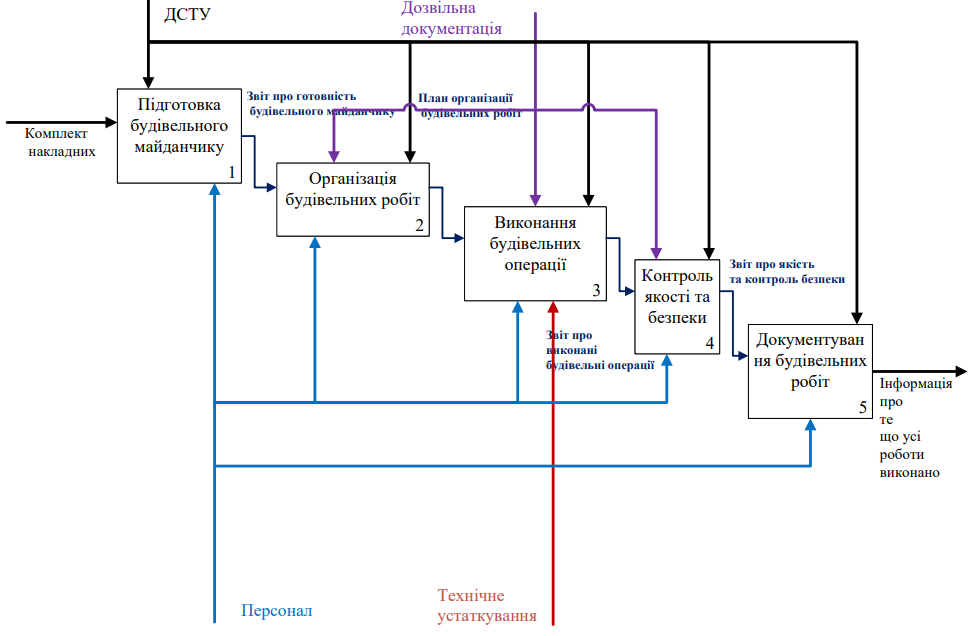 ДСТУ
Дозвільна
документація
Комплект
накладних
Підготовка
будівельного
майданчику
1
Звіт про готовність
будівельного майданчику
Організація
будівельних робіт
2
План організації
будівельних робіт
Виконання
будівельних
операції
3
Звіт про
виконані
будівельні операції
Контроль
якості та
безпеки
4
Звіт про якість
та контроль безпеки
Документуван
ня будівельних
робіт
5
Інформація
про
те
що усі
роботи
виконано
Персонал
Технічне
устаткування